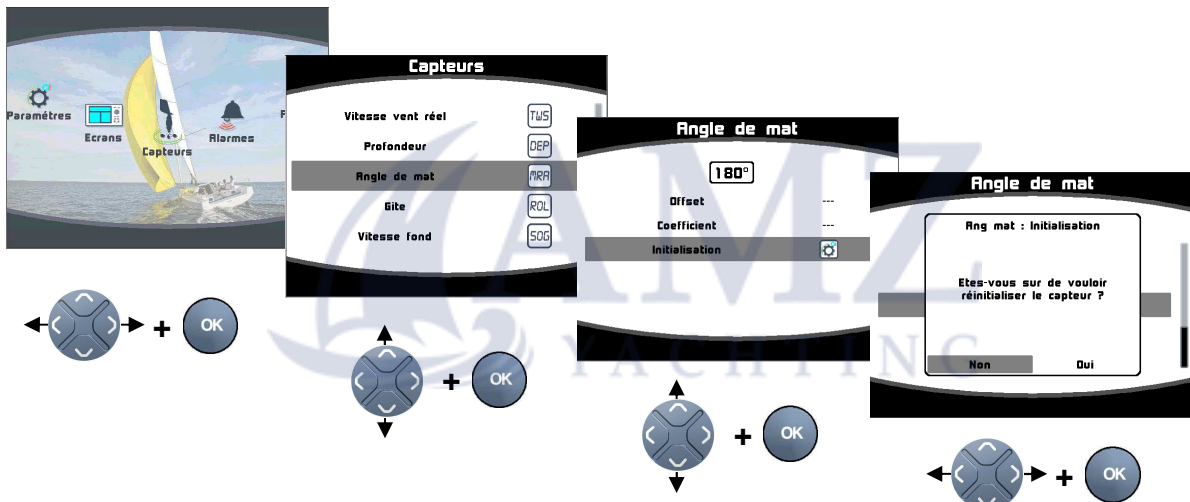 Paramétres
Ecrans
Capteurs
Alarmes
OK
Capteurs
Vitesse vent réel TWS
Profondeur DEP
Angle de mat MRA
Gite ROL
Vitesse fond SOG
+ OK
Angle de mat
180°
Offset ---
Coefficient ---
Initialisation
+ OK
Angle de mat
Ang mat : Initialisation
Etes-vous sur de vouloir
réinitialiser le capteur ?
Non Oui
+ OK
AMZ
YACHTING